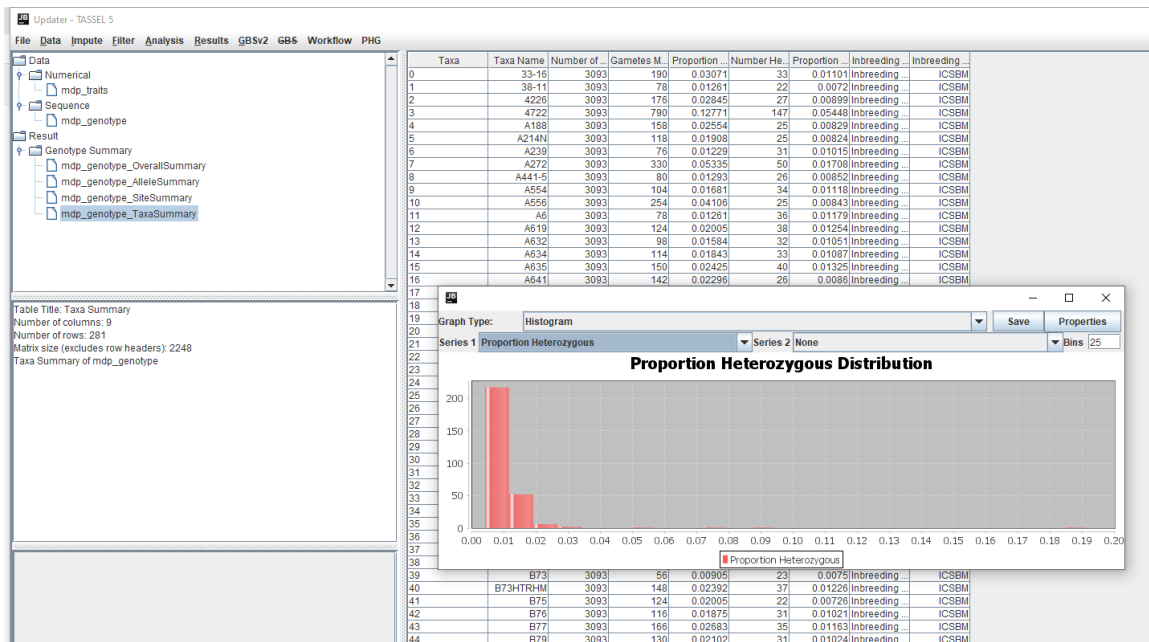 Updater - TASSEL 5
File Data Impute Filter Analysis Results GBSv2 GBS Workflow PHG
Data
Numerical
mdp_traits
Sequence
mdp_genotype
Result
Genotype Summary
mdp_genotype_OverallSummary
mdp_genotype_AlleleSummary
mdp_genotype_SiteSummary
mdp_genotype_TaxaSummary
Table Title: Taxa Summary
Number of columns: 9
Number of rows: 281
Matrix size (excludes row headers): 2248
Taxa Summary of mdp_genotype
Taxa Taxa Name Number of ... Gametes M... Proportion ... Number He... Proportion ... Inbreeding ... Inbreeding ...
0 33-16 3093 190 0.03071 33 0.01101 Inbreeding ... ICSBM
1 38-11 3093 78 0.01261 22 0.0072 Inbreeding ... ICSBM
2 4226 3093 176 0.02845 27 0.00899 Inbreeding ... ICSBM
3 4722 3093 790 0.12771 147 0.05448 Inbreeding ... ICSBM
4 A188 3093 158 0.02554 25 0.00829 Inbreeding ... ICSBM
5 A214N 3093 118 0.01908 25 0.00824 Inbreeding ... ICSBM
6 A239 3093 76 0.01229 31 0.01015 Inbreeding ... ICSBM
7 A272 3093 330 0.05335 50 0.01708 Inbreeding ... ICSBM
8 A441-5 3093 80 0.01293 26 0.00852 Inbreeding ... ICSBM
9 A554 3093 104 0.01681 34 0.01118 Inbreeding ... ICSBM
10 A556 3093 254 0.04106 25 0.00843 Inbreeding ... ICSBM
11 A6 3093 78 0.01261 36 0.01179 Inbreeding ... ICSBM
12 A619 3093 124 0.02005 38 0.01254 Inbreeding ... ICSBM
13 A632 3093 98 0.01584 32 0.01051 Inbreeding ... ICSBM
14 A634 3093 114 0.01843 33 0.01087 Inbreeding ... ICSBM
15 A635 3093 150 0.02425 40 0.01325 Inbreeding ... ICSBM
16 A641 3093 142 0.02296 26 0.0086 Inbreeding ... ICSBM
17
18
19
20
21
22
23
24
25
26
27
28
29
30
31
32
33
34
35
36
37
38
39 B73 3093 56 0.00905 23 0.0075 Inbreeding ... ICSBM
40 B73HTRHM 3093 148 0.02392 37 0.01226 Inbreeding ... ICSBM
41 B75 3093 124 0.02005 22 0.00726 Inbreeding ... ICSBM
42 B76 3093 116 0.01875 31 0.01021 Inbreeding ... ICSBM
43 B77 3093 166 0.02683 35 0.01163 Inbreeding ... ICSBM
44 B79 3093 130 0.02102 31 0.01024 Inbreeding ... ICSBM
Graph Type: Histogram Save Properties
Series 1 Proportion Heterozygous Series 2 None Bins 25
Proportion Heterozygous Distribution
200
150
100
50
0
0.00 0.01 0.02 0.03 0.04 0.05 0.06 0.07 0.08 0.09 0.10 0.11 0.12 0.13 0.14 0.15 0.16 0.17 0.18 0.19 0.20
Proportion Heterozygous